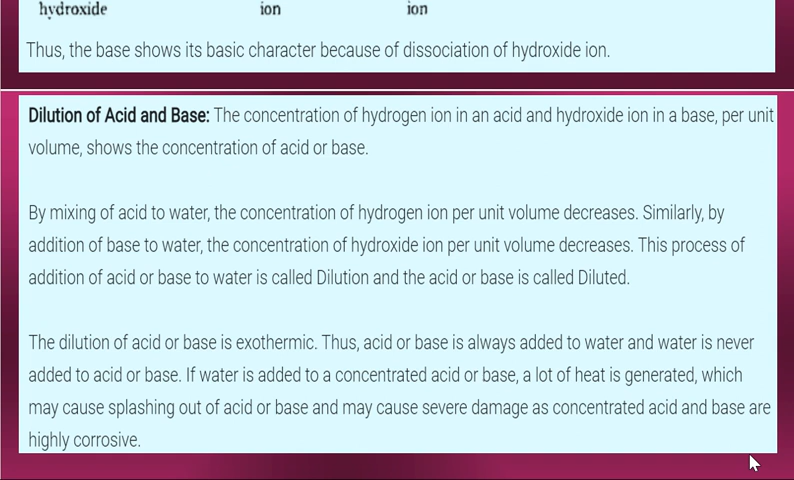 hydroxide ion ion
Thus, the base shows its basic character because of dissociation of hydroxide ion.
Dilution of Acid and Base: The concentration of hydrogen ion in an acid and hydroxide ion in a base, per unit
volume, shows the concentration of acid or base.
By mixing of acid to water, the concentration of hydrogen ion per unit volume decreases. Similarly, by
addition of base to water, the concentration of hydroxide ion per unit volume decreases. This process of
addition of acid or base to water is called Dilution and the acid or base is called Diluted.
The dilution of acid or base is exothermic. Thus, acid or base is always added to water and water is never
added to acid or base. If water is added to a concentrated acid or base, a lot of heat is generated, which
may cause splashing out of acid or base and may cause severe damage as concentrated acid and base are
highly corrosive.